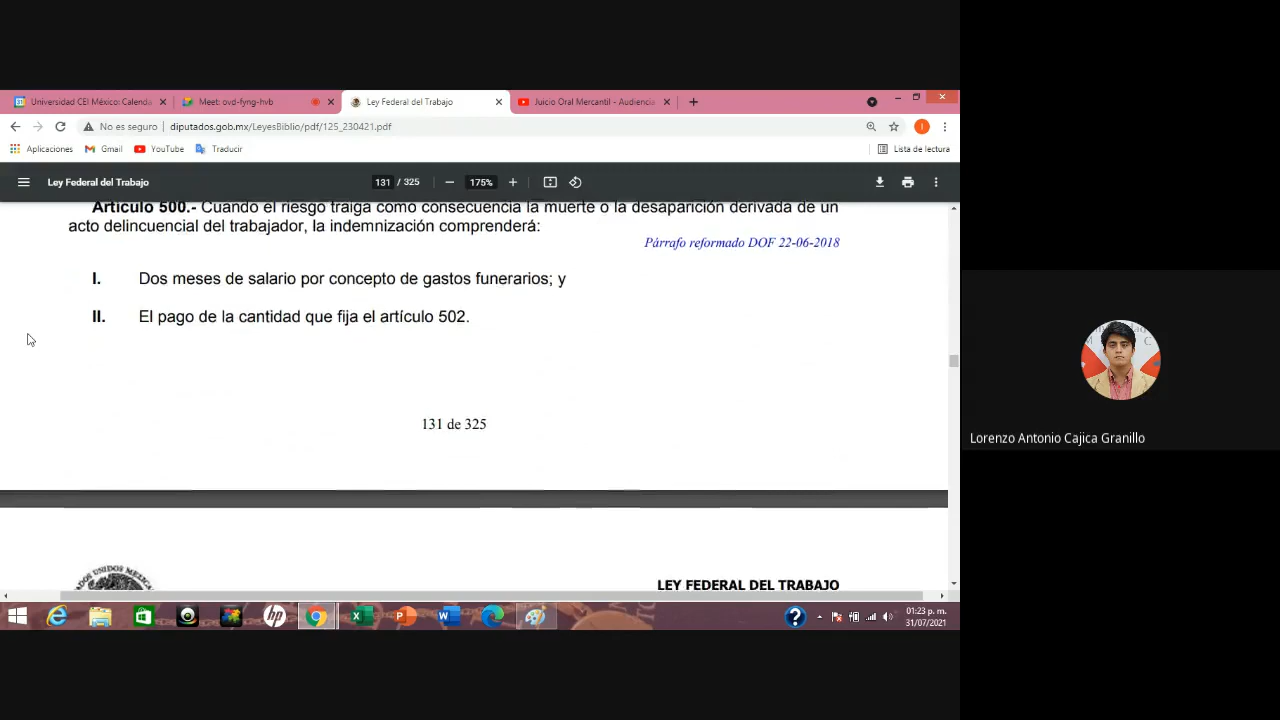 Universidad CEI México: Calenda
Meet: ovd-fyng-hvb
Ley Federal del Trabajo
Juicio Oral Mercantil - Audiencia
No es seguro
deputados.gob.mx/LeyesBiblio/pdf/125_230421.pdf
Aplicaciones
Gmail
YouTube
Traducir
Lista de lectura
Ley Federal del Trabajo
131 / 325
175%
Artículo 500.- Cuando el riesgo traiga como consecuencia la muerte o la desaparición derivada de un
acto delincuencial del trabajador, la indemnización comprenderá:
Párrafo reformado DOF 22-06-2018
I. Dos meses de salario por concepto de gastos funerarios; y
II. El pago de la cantidad que fija el artículo 502.
131 de 325
ADOS UNIDOS MEXICA
LEY FEDERAL DEL TRABAJO
01:23 p. m.
31/07/2021
Lorenzo Antonio Cajica Granillo